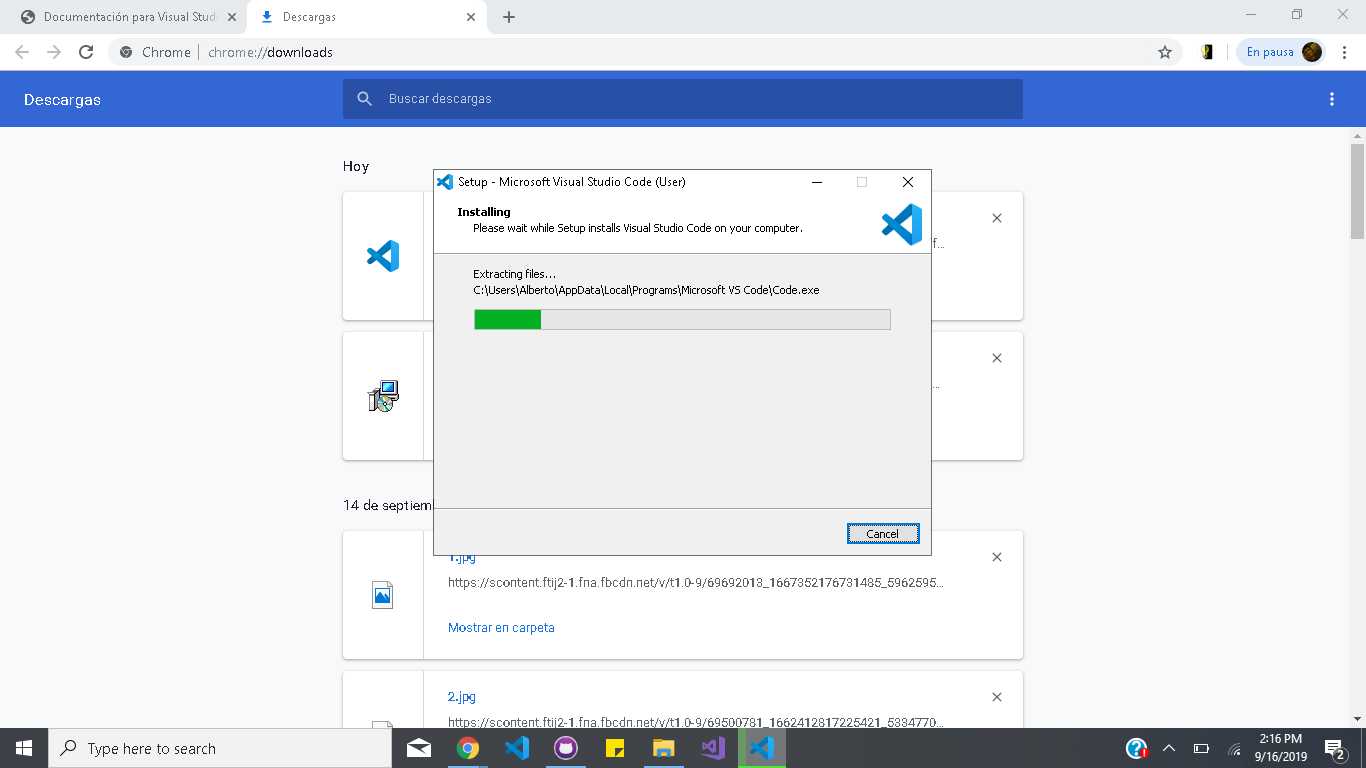 Documentación para Visual Studi
Descargas
Chrome
chrome://downloads
En pausa
Descargas
Buscar descargas
Hoy
Setup - Microsoft Visual Studio Code (User)
Installing
Please wait while Setup installs Visual Studio Code on your computer.
f...
Extracting files...
C:\Users\Alberto\AppData\Local\Programs\Microsoft VS Code\Code.exe
...
14 de septiem
Cancel
1.jpg
https://scontent.ftij2-1.fna.fbcdn.net/v/t1.0-9/69692013_1667352176731485_5962595...
Mostrar en carpeta
2.jpg
https://scontent.ftij2-1.fna.fbcdn.net/v/t1.0-9/69500781_1662412817225421_5334770...
Type here to search
2:16 PM
9/16/2019
2